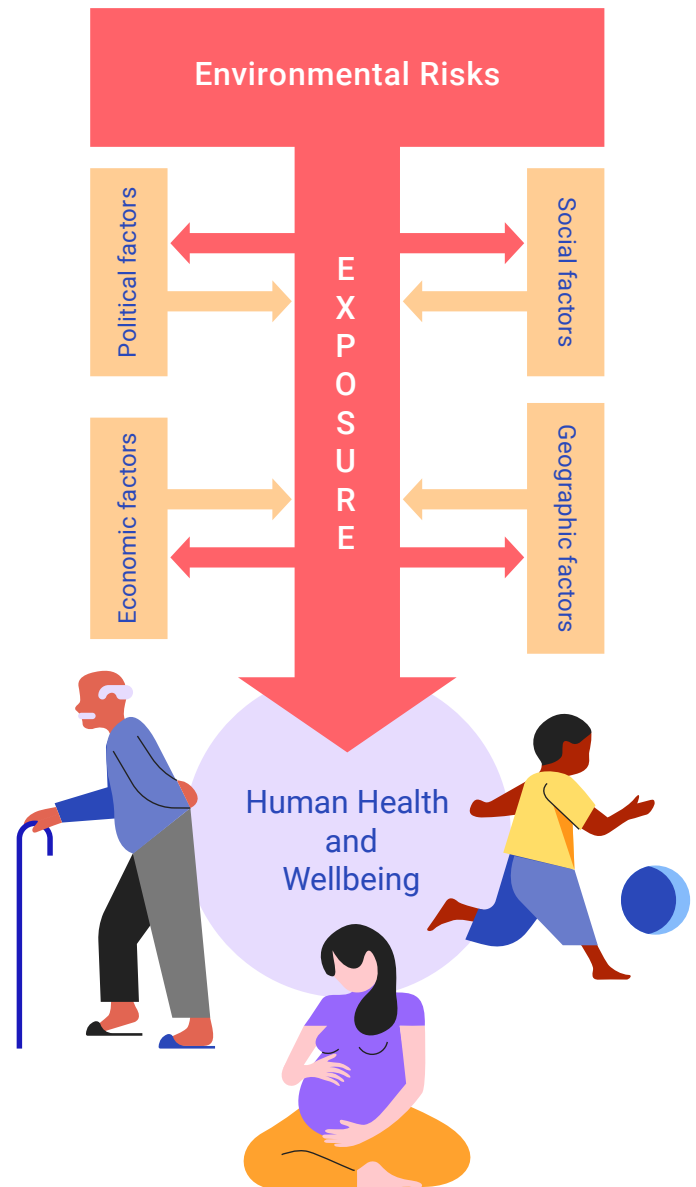 Environmental Risks
Political factors
Social factors
EXPOSURE
Economic factors
Geographic factors
Human Health
and
Wellbeing